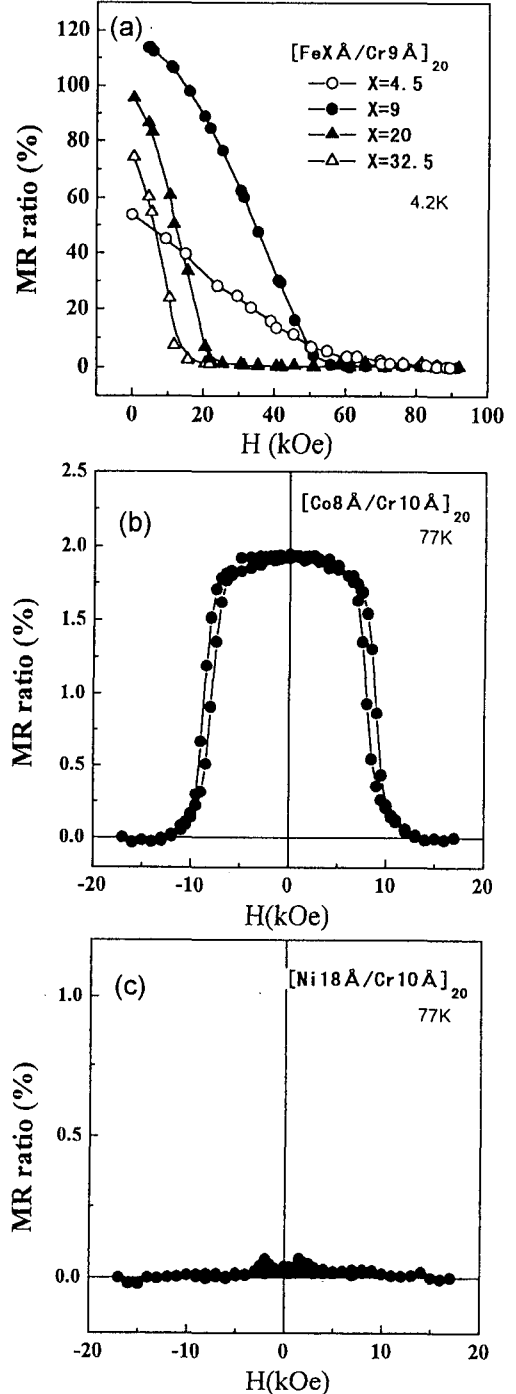 (a)
[FeXÅ/Cr9Å]20
X=4.5
X=9
X=20
X=32.5
4.2K
120
100
80
60
40
20
0
MR ratio (%)
0 20 40 60 80 100
H (kOe)
(b)
[Co8Å/Cr10Å]20
77K
2.5
2.0
1.5
1.0
0.5
0.0
MR ratio (%)
-20 -10 0 10 20
H(kOe)
(c)
[Ni18Å/Cr10Å]20
77K
1.0
0.5
0.0
MR ratio (%)
-20 -10 0 10 20
H(kOe)